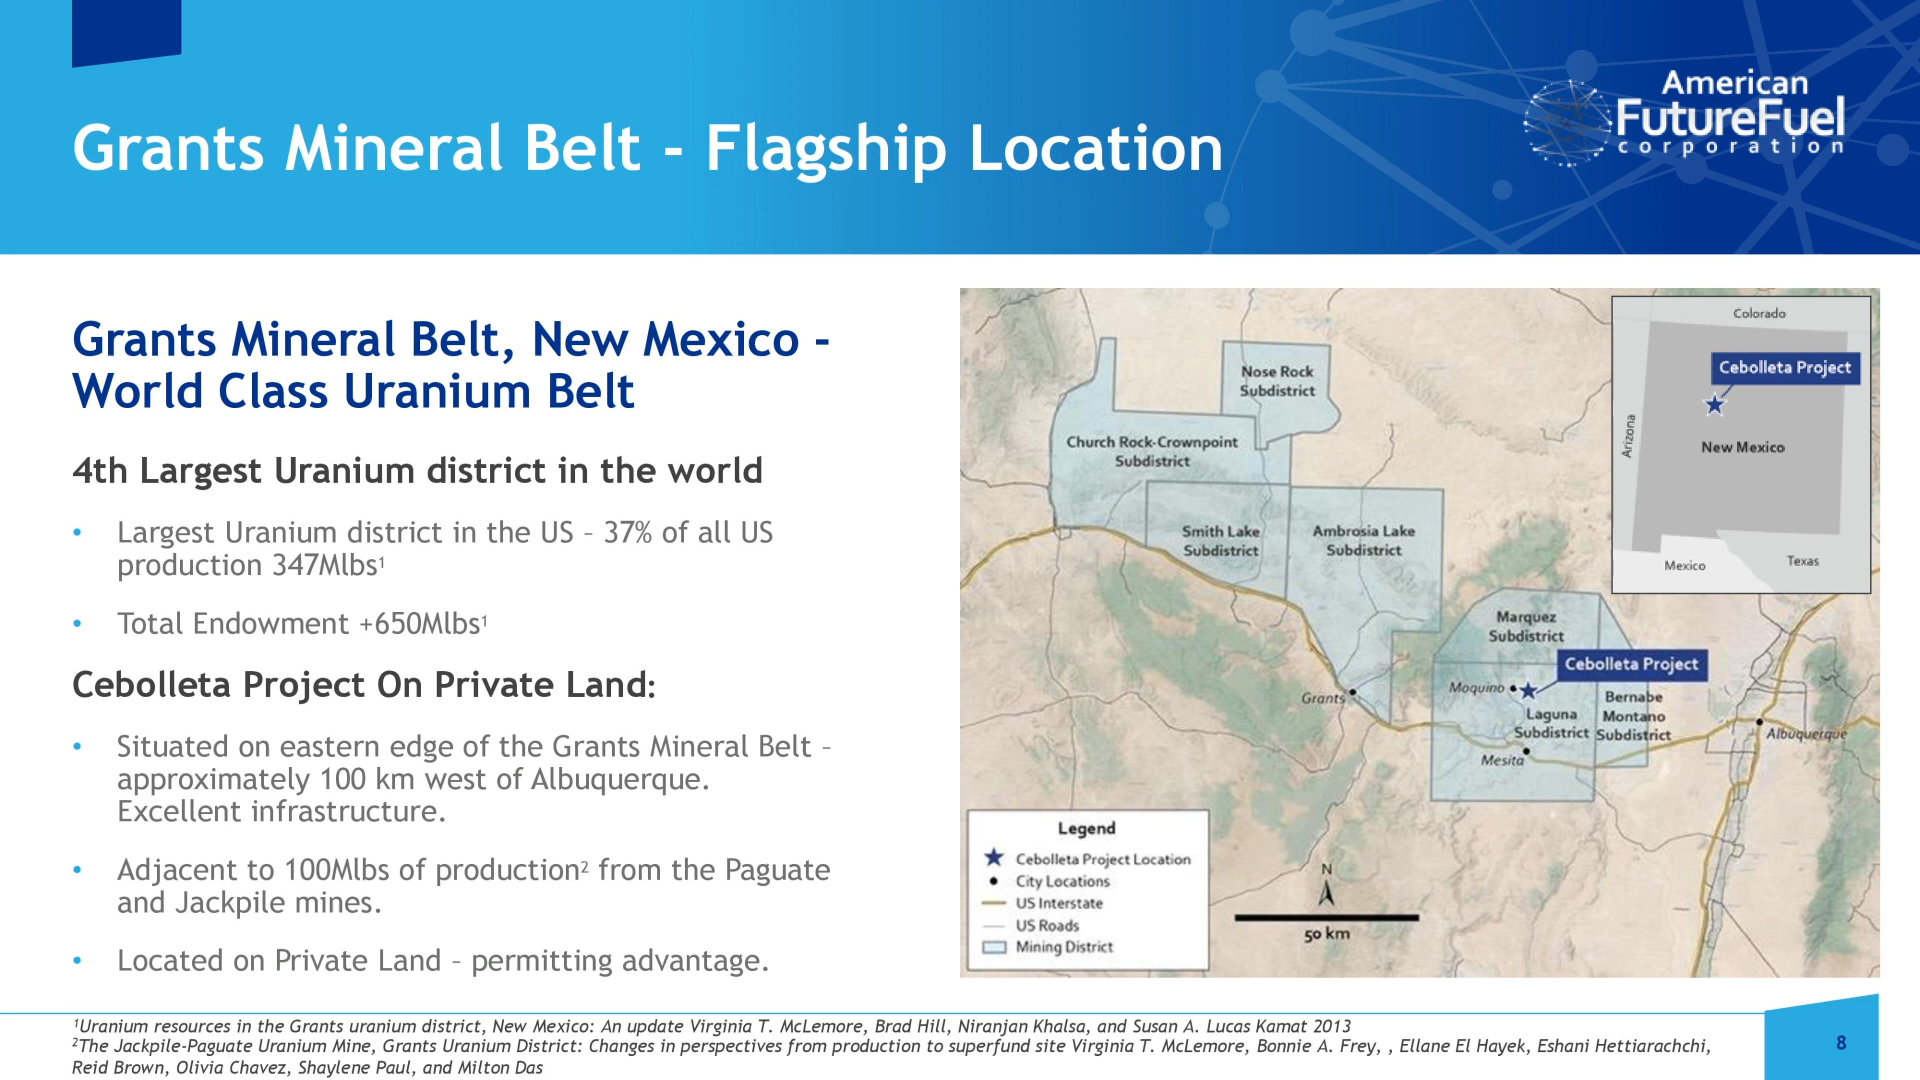 American
FutureFuel
corporation
Grants Mineral Belt - Flagship Location
Grants Mineral Belt, New Mexico -
World Class Uranium Belt
4th Largest Uranium district in the world
• Largest Uranium district in the US – 37% of all US
production 347Mlbs¹
• Total Endowment +650Mlbs¹
Cebolleta Project On Private Land:
• Situated on eastern edge of the Grants Mineral Belt –
approximately 100 km west of Albuquerque.
Excellent infrastructure.
• Adjacent to 100Mlbs of production² from the Paguate
and Jackpile mines.
• Located on Private Land – permitting advantage.
Nose Rock
Subdistrict
Church Rock-Crownpoint
Subdistrict
Smith Lake
Subdistrict
Ambrosia Lake
Subdistrict
Marquez
Subdistrict
Cebolleta Project
Moquino
Grants
Bernabe
Montano
Subdistrict
Laguna
Subdistrict
Mesita
Albuquerque
Colorado
Cebolleta Project
Arizona
New Mexico
Mexico
Texas
Legend
Cebolleta Project Location
City Locations
US Interstate
US Roads
Mining District
N
50 km
¹Uranium resources in the Grants uranium district, New Mexico: An update Virginia T. McLemore, Brad Hill, Niranjan Khalsa, and Susan A. Lucas Kamat 2013
²The Jackpile-Paguate Uranium Mine, Grants Uranium District: Changes in perspectives from production to superfund site Virginia T. McLemore, Bonnie A. Frey, , Ellane El Hayek, Eshani Hettiarachchi,
Reid Brown, Olivia Chavez, Shaylene Paul, and Milton Das
8